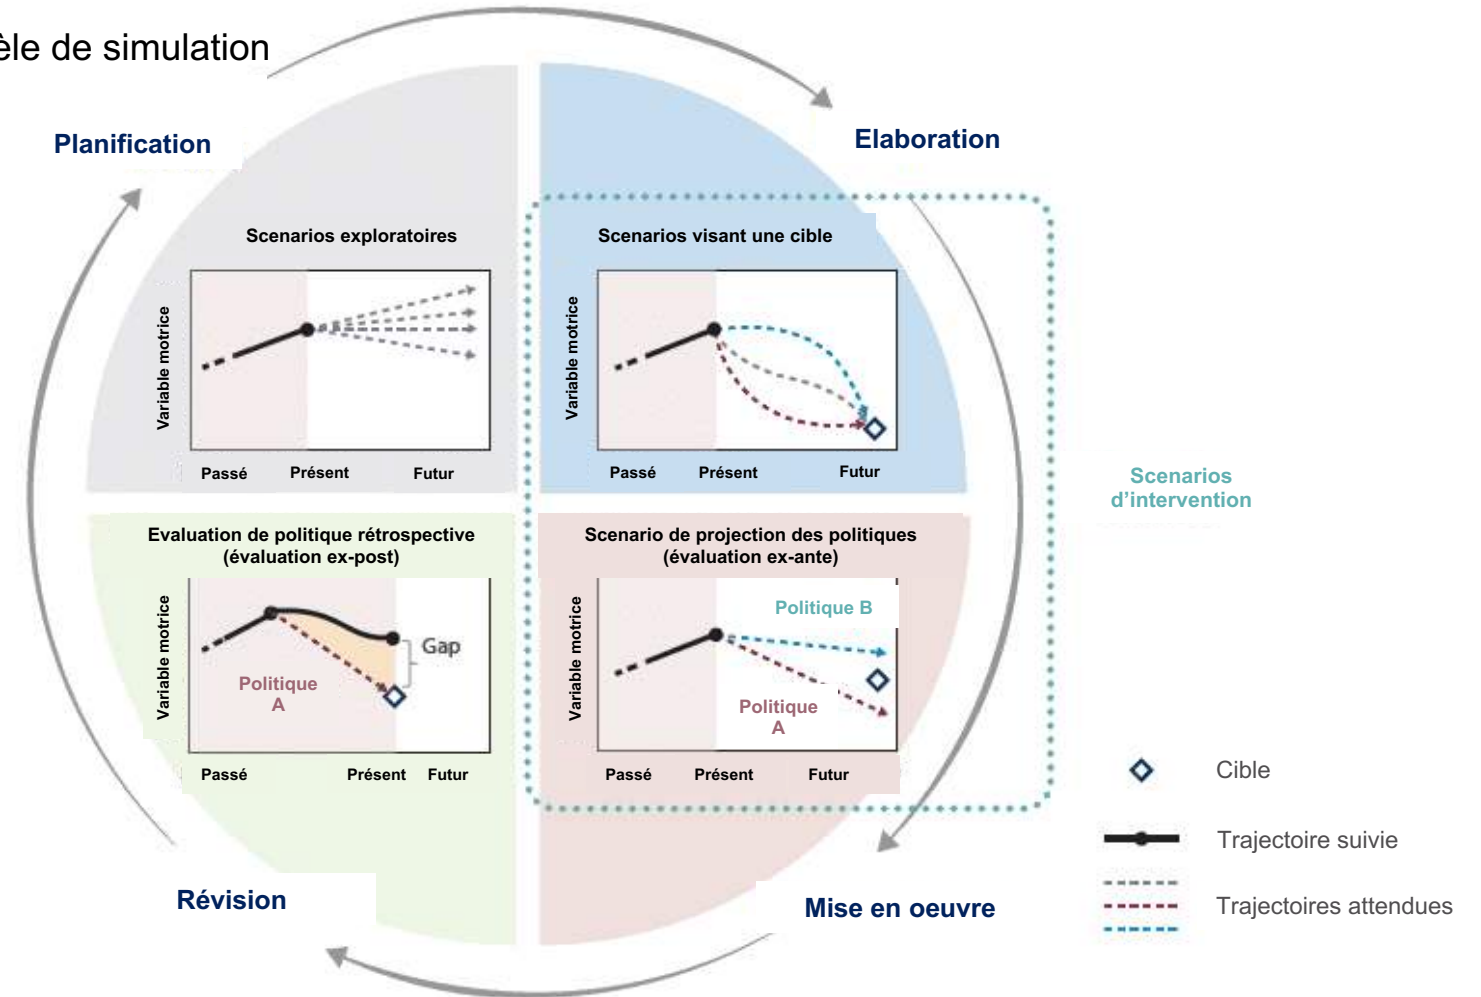 de simulation
Planification
Elaboration
Scenarios exploratoires
Variable motrice
Passé Présent Futur
Scenarios visant une cible
Variable motrice
Passé Présent Futur
Scenarios
d'intervention
Evaluation de politique rétrospective
(évaluation ex-post)
Variable motrice
Gap
Politique
A
Passé Présent Futur
Scenario de projection des politiques
(évaluation ex-ante)
Variable motrice
Politique B
Politique
A
Passé Présent Futur
Révision
Mise en oeuvre
Cible
Trajectoire suivie
Trajectoires attendues